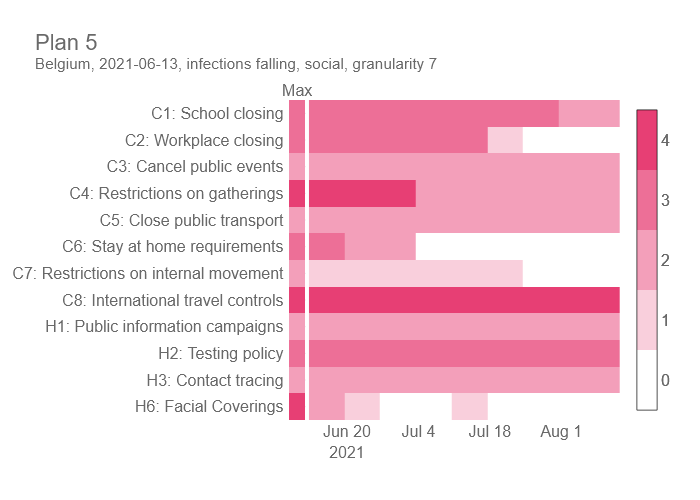 Plan 5
Belgium, 2021-06-13, infections falling, social, granularity 7
Max
C1: School closing
C2: Workplace closing
C3: Cancel public events
C4: Restrictions on gatherings
C5: Close public transport
C6: Stay at home requirements
C7: Restrictions on internal movement
C8: International travel controls
H1: Public information campaigns
H2: Testing policy
H3: Contact tracing
H6: Facial Coverings
Jun 20 Jul 4 Jul 18 Aug 1
2021
4
3
2
1
0